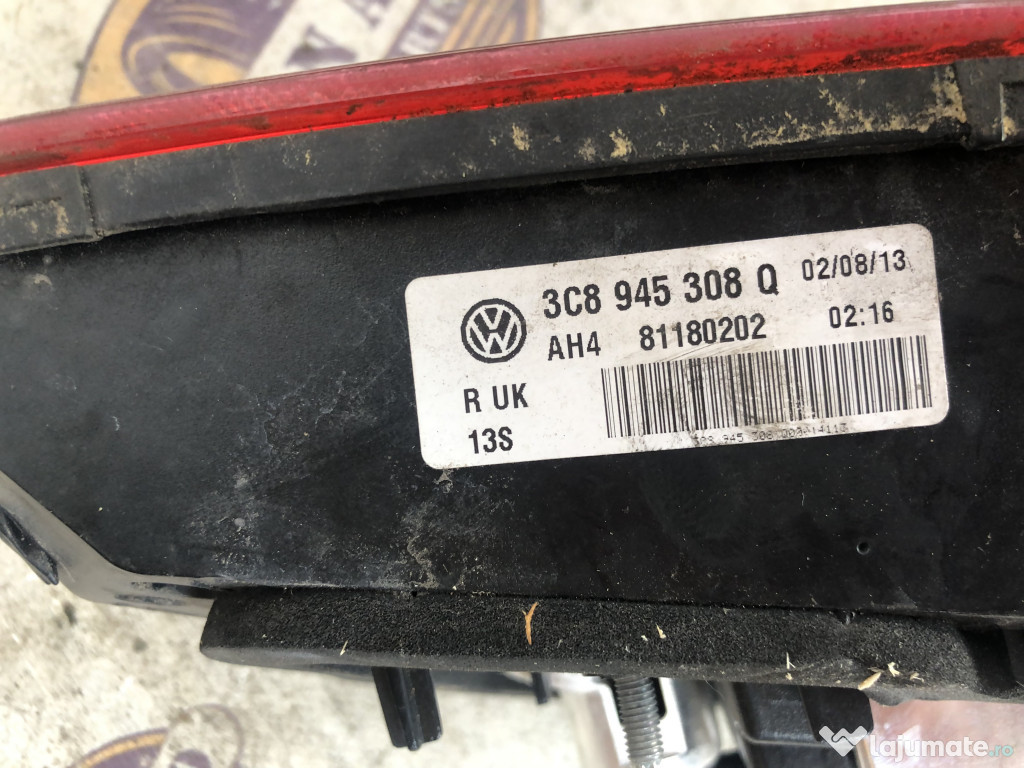 3C8 945 308 Q 02/08/13
AH4 81180202 02:16
R UK
13S
lajumate.ro